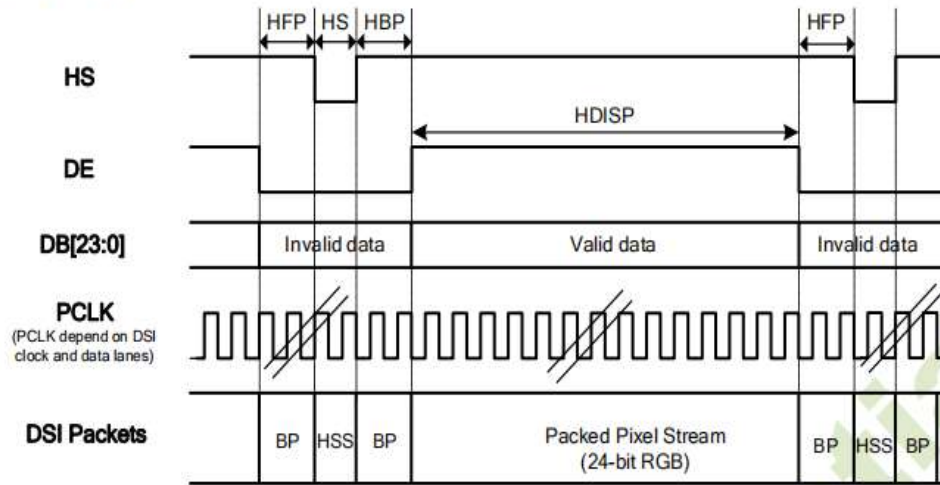 HFP HS HBP HFP
HS
HDISP
DE
DB[23:0] Invalid data Valid data Invalid data
PCLK
(PCLK depend on DSI
clock and data lanes)
DSI Packets BP HSS BP Packed Pixel Stream BP HSS BP
(24-bit RGB)